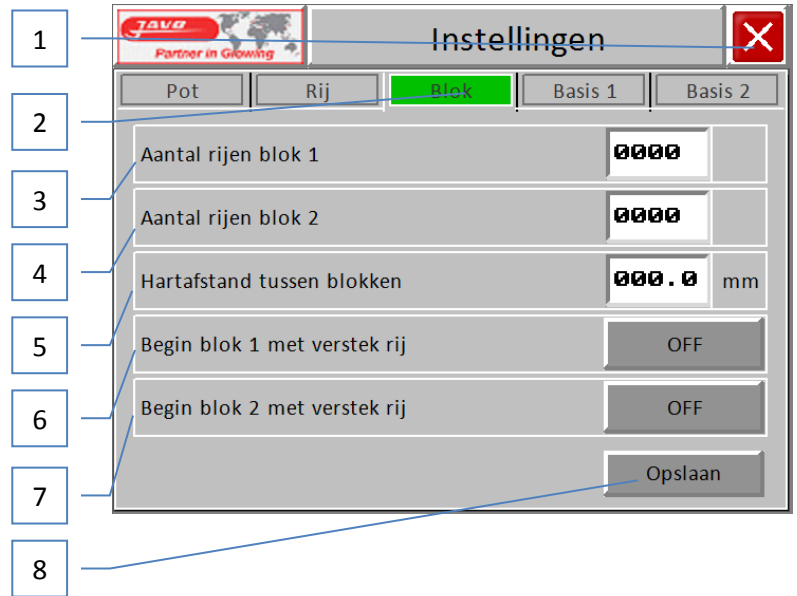 1
JAVO
Partner in Glowing
Instellingen
Pot Rij Blok Basis 1 Basis 2
2
Aantal rijen blok 1 0000
3
Aantal rijen blok 2 0000
4
Hartafstand tussen blokken 000.0 mm
5
Begin blok 1 met verstek rij OFF
6
Begin blok 2 met verstek rij OFF
7
Opslaan
8